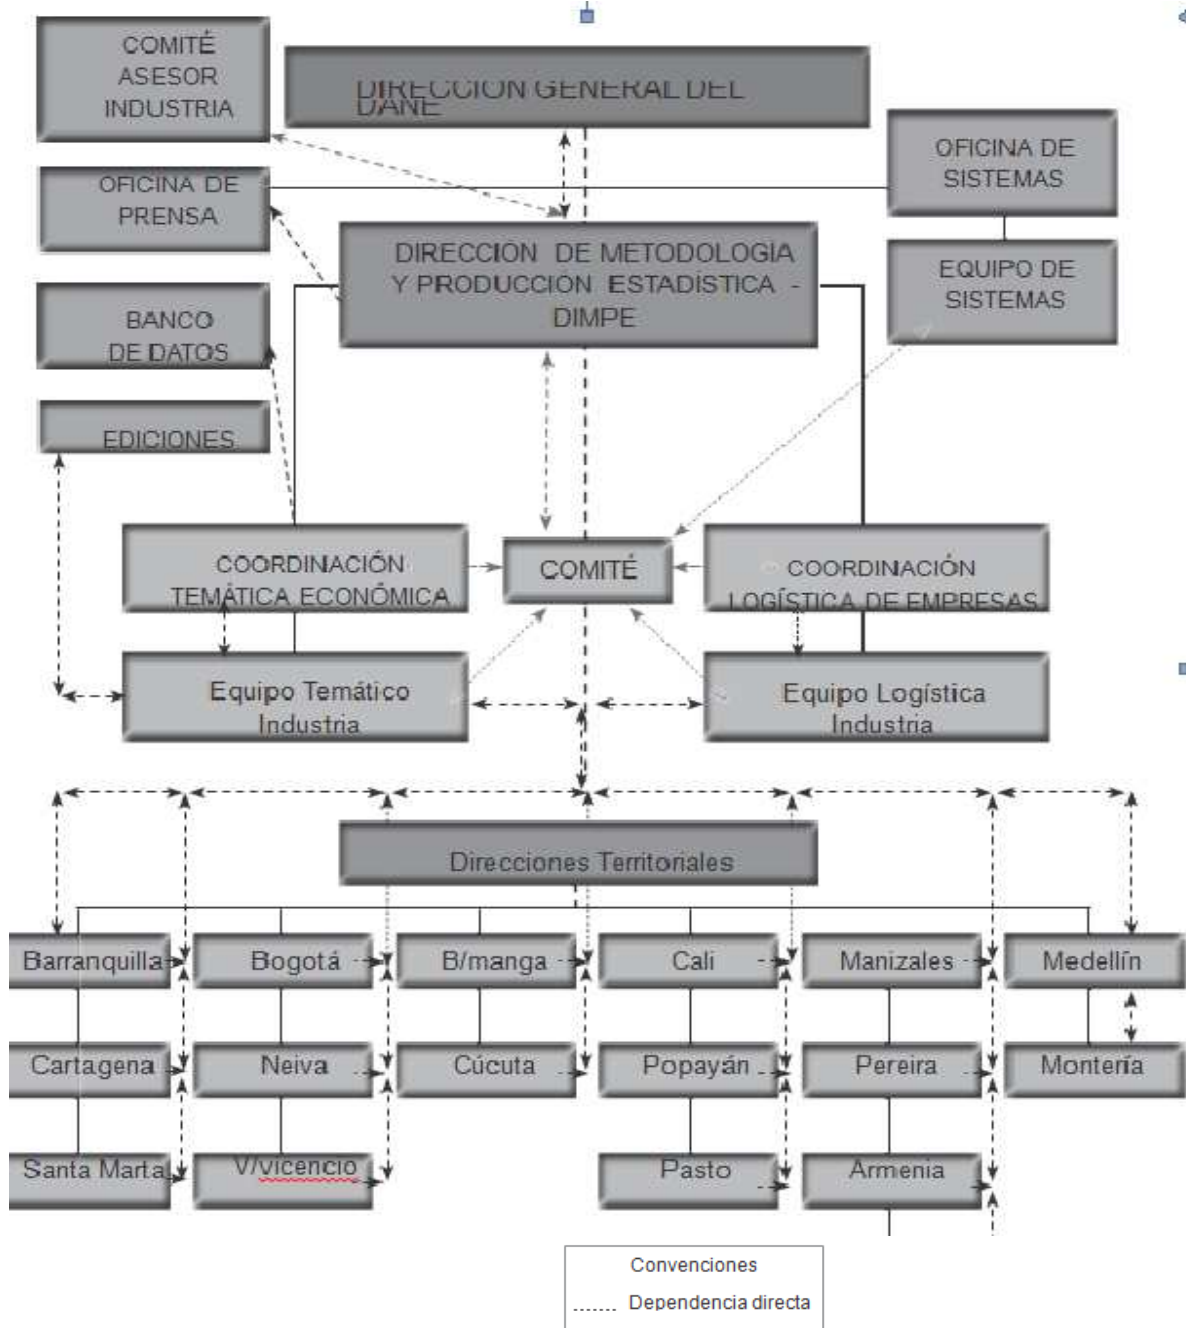 COMITÉ
ASESOR
INDUSTRIA
DIRECCIÓN GENERAL DEL
DANE
OFICINA DE
SISTEMAS
OFICINA DE
PRENSA
DIRECCIÓN DE METODOLOGÍA
Y PRODUCCIÓN ESTADÍSTICA -
DIMPE
EQUIPO DE
SISTEMAS
BANCO
DE DATOS
EDICIONES
COORDINACIÓN
TEMÁTICA ECONÓMICA
COMITÉ
COORDINACIÓN
LOGÍSTICA DE EMPRESAS
Equipo Temático
Industria
Equipo Logística
Industria
Direcciones Territoriales
Barranquilla
Bogotá
B/manga
Cali
Manizales
Medellín
Cartagena
Neiva
Cúcuta
Popayán
Pereira
Montería
Santa Marta
V/vicencio
Pasto
Armenia
Convenciones
Dependencia directa